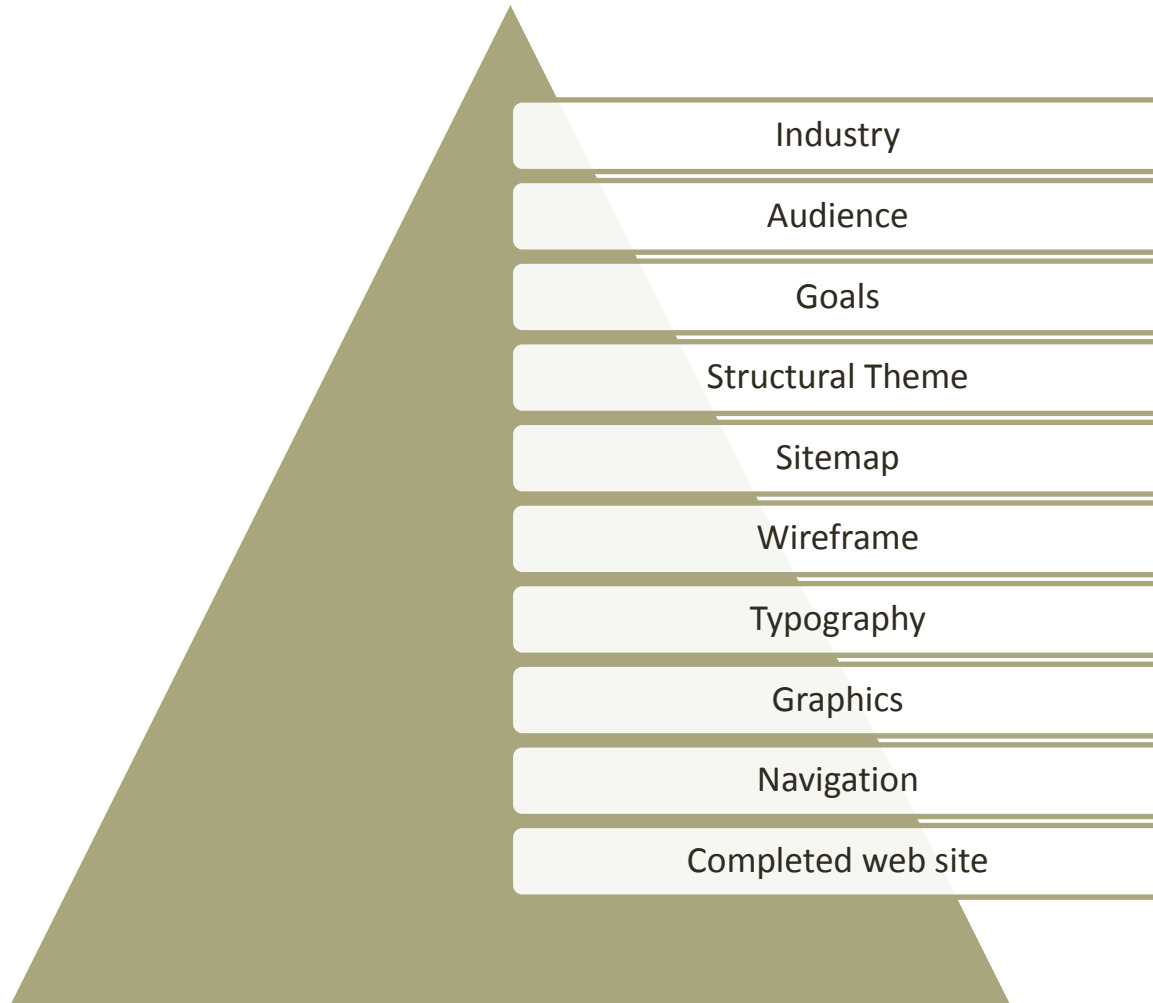 Industry
Audience
Goals
Structural Theme
Sitemap
Wireframe
Typography
Graphics
Navigation
Completed web site